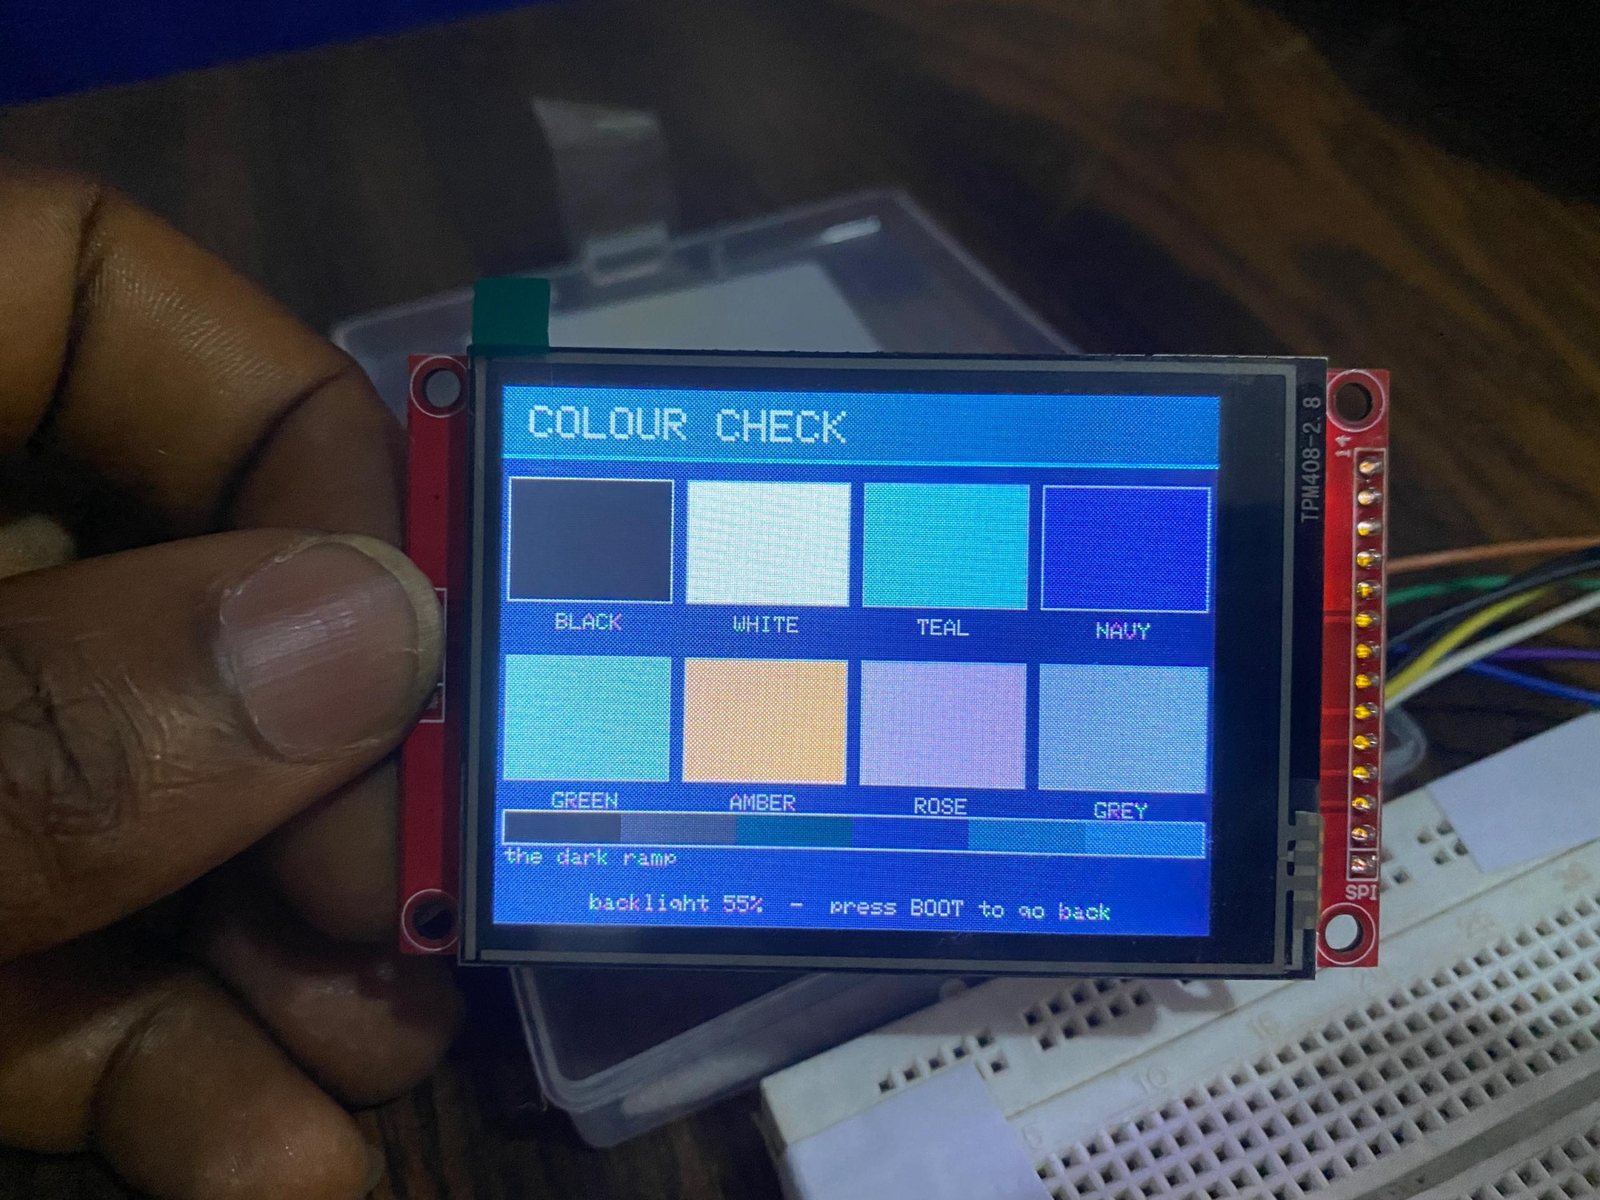 COLOUR CHECK
BLACK WHITE TEAL NAVY
GREEN AMBER ROSE GREY
the dark ramp
backlight 55% - press BOOT to go back
TPM408-2.8
SPI